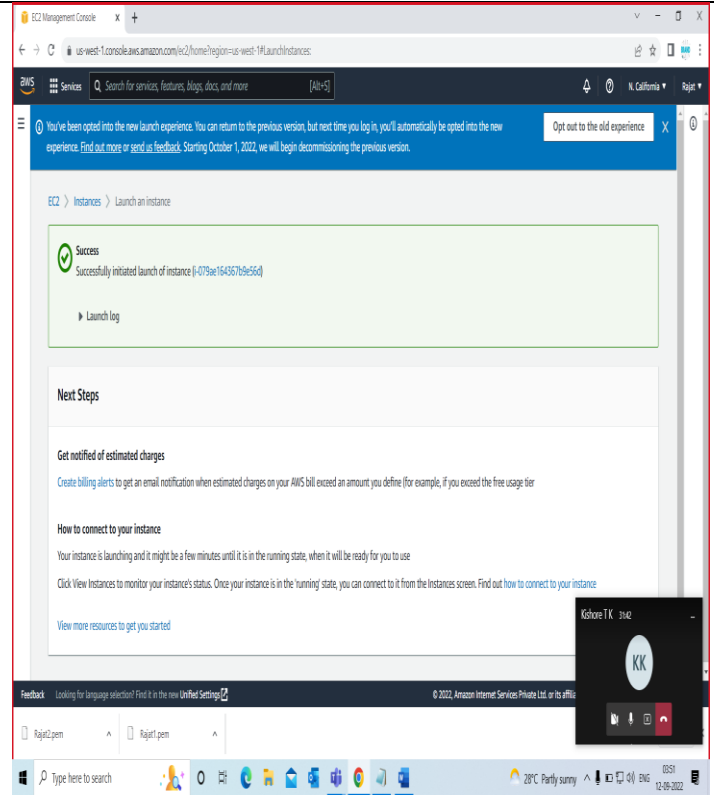 EC2 Management Console X +
us-west-1.console.aws.amazon.com/ec2/home?region=us-west-1#LaunchInstances:
aws Services Search for services, features, blogs, docs, and more [Alt+S] N. California ▼ Rajat ▼
You've been opted into the new launch experience. You can return to the previous version, but next time you log in, you'll automatically be opted into the new
experience. Find out more or send us feedback. Starting October 1, 2022, we will begin decommissioning the previous version.
Opt out to the old experience X
EC2 > Instances > Launch an instance
Success
Successfully initiated launch of instance (i-079ae164367b9e56d)
▶ Launch log
Next Steps
Get notified of estimated charges
Create billing alerts to get an email notification when estimated charges on your AWS bill exceed an amount you define (for example, if you exceed the free usage tier
How to connect to your instance
Your instance is launching and it might be a few minutes until it is in the running state, when it will be ready for you to use
Click View Instances to monitor your instance's status. Once your instance is in the 'running' state, you can connect to it from the Instances screen. Find out how to connect to your instance
View more resources to get you started
Kishore T K 31:42
KK
Feedback Looking for language selection? Find it in the new Unified Settings © 2022, Amazon Internet Services Private Ltd. or its affilia
Rajat2.pem Rajat1.pem
Type here to search 28°C Partly sunny ENG 03:51
12-09-2022